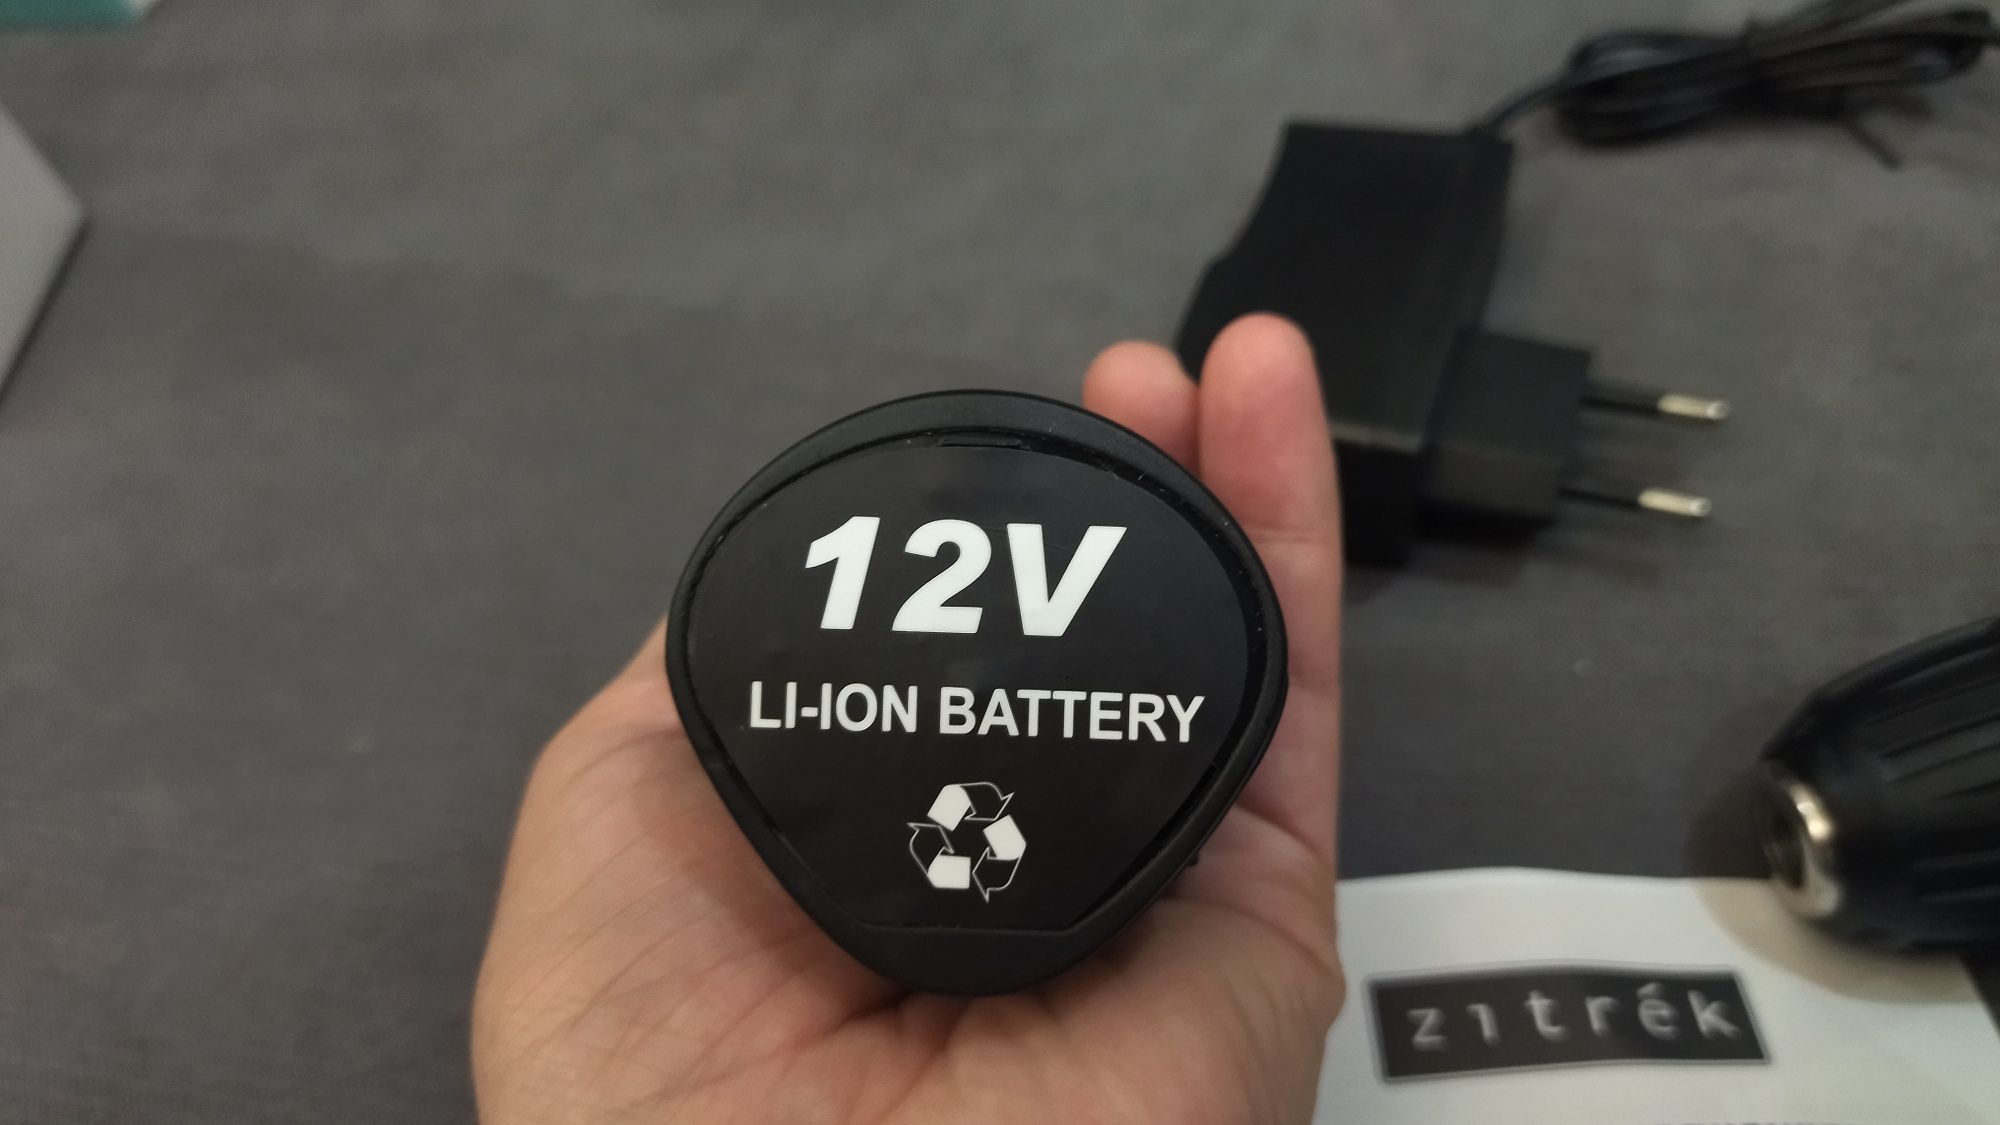 12V
LI-ION BATTERY
zitrék